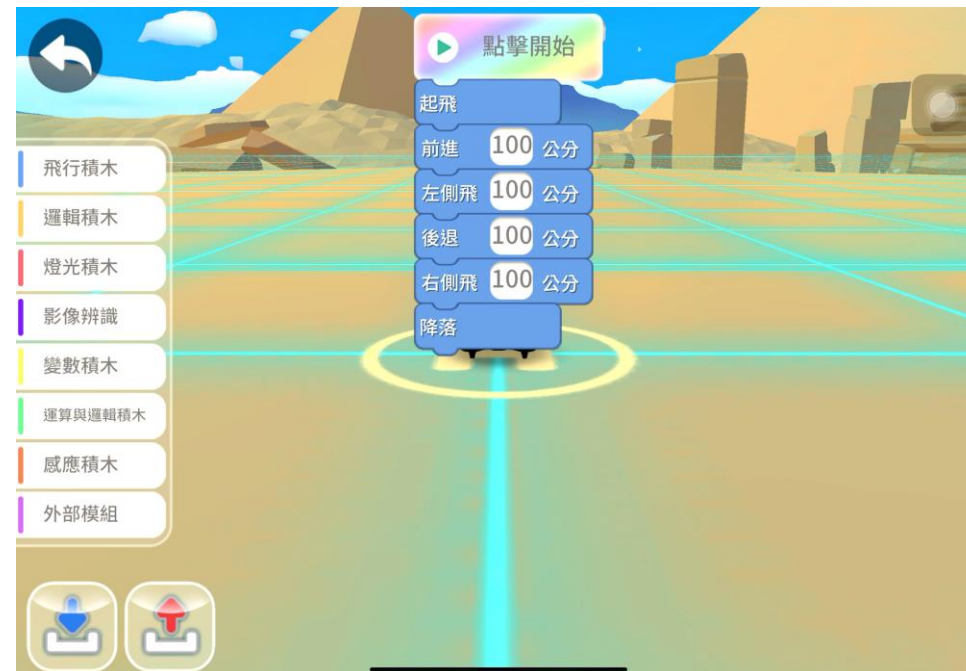 點擊開始
起飛
前進 100 公分
左側飛 100 公分
後退 100 公分
右側飛 100 公分
降落
飛行積木
邏輯積木
燈光積木
影像辨識
變數積木
運算與邏輯積木
感應積木
外部模組